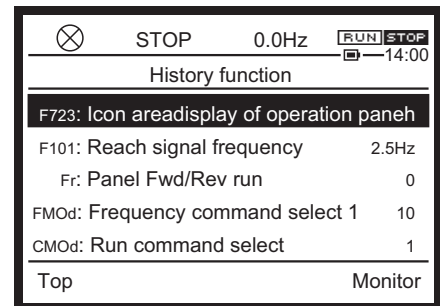 STOP 0.0Hz RUN STOP
14:00
History function
F723: Icon areadisplay of operation paneh
F101: Reach signal frequency 2.5Hz
Fr: Panel Fwd/Rev run 0
FMOd: Frequency command select 1 10
CMOd: Run command select 1
Top Monitor